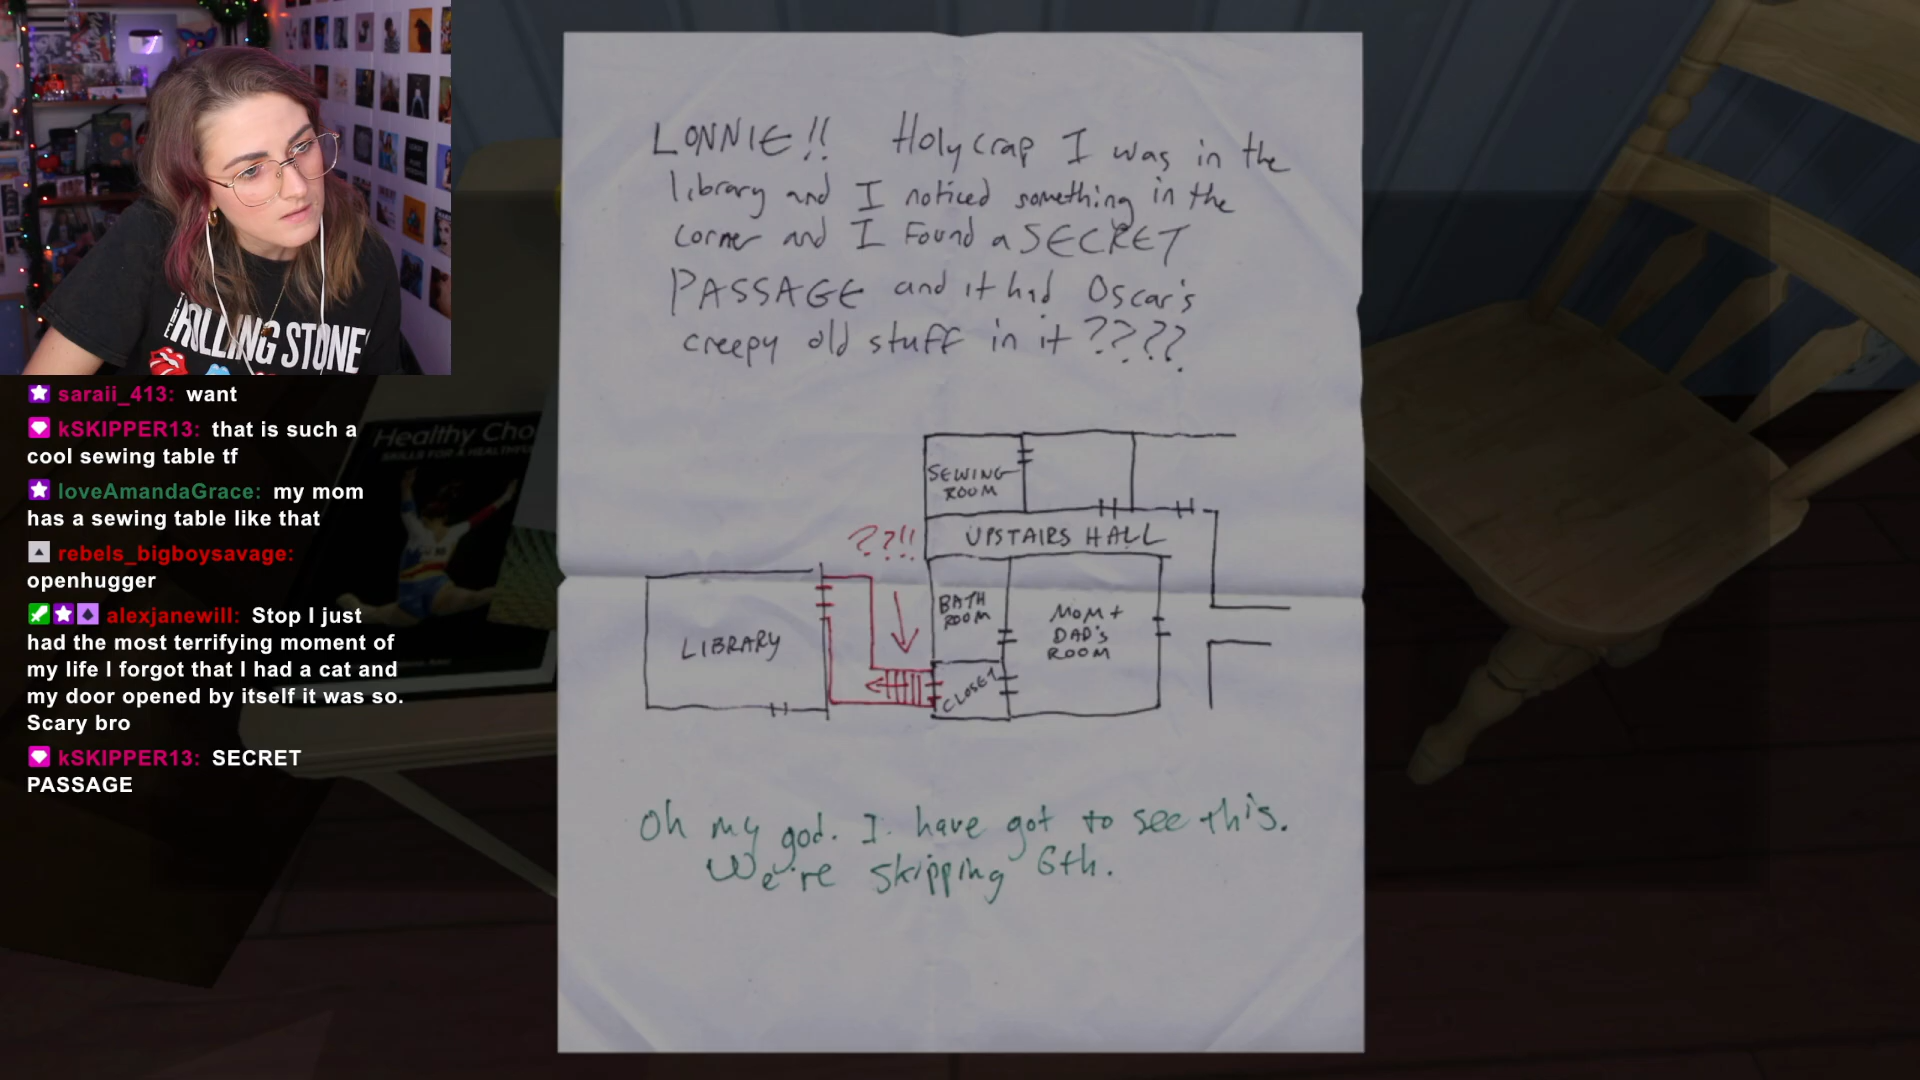 THE
ROLLING STONE
saraii_413: want
kSKIPPER13: that is such a
cool sewing table tf
loveAmandaGrace: my mom
has a sewing table like that
rebels_bigboysavage:
openhugger
alexjanewill: Stop I just
had the most terrifying moment of
my life I forgot that I had a cat and
my door opened by itself it was so.
Scary bro
kSKIPPER13: SECRET
PASSAGE
Healthy Cho
SKILLS FOR A HEALTHFU
LONNIE!! Holy crap I was in the
library and I noticed something in the
corner and I found a SECRET
PASSAGE and it had Oscar's
creepy old stuff in it ????
SEWING
ROOM
UPSTAIRS HALL
??!!
LIBRARY
BATH
ROOM
CLOSET
MOM +
DAD'S
ROOM
Oh my god. I have got to see this.
We're skipping 6th.